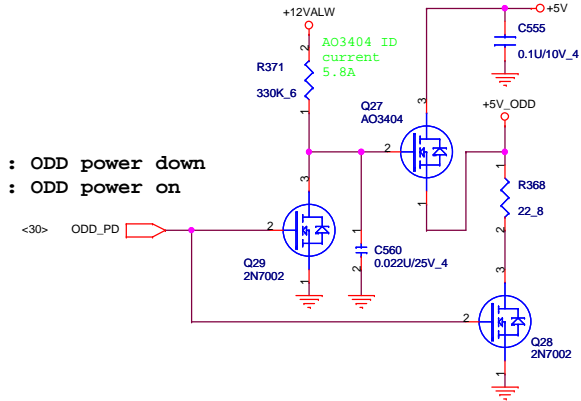 +12VALW
+5V
AO3404 ID
current
5.8A
2
R371
330K_6
1
C555
0.1U/10V_4
Q27
AO3404
3
2
1
+5V_ODD
: ODD power down
: ODD power on
1
R368
22_8
2
<30>
ODD_PD
3
2
1
Q29
2N7002
1
C560
2
0.022U/25V_4
3
2
1
Q28
2N7002